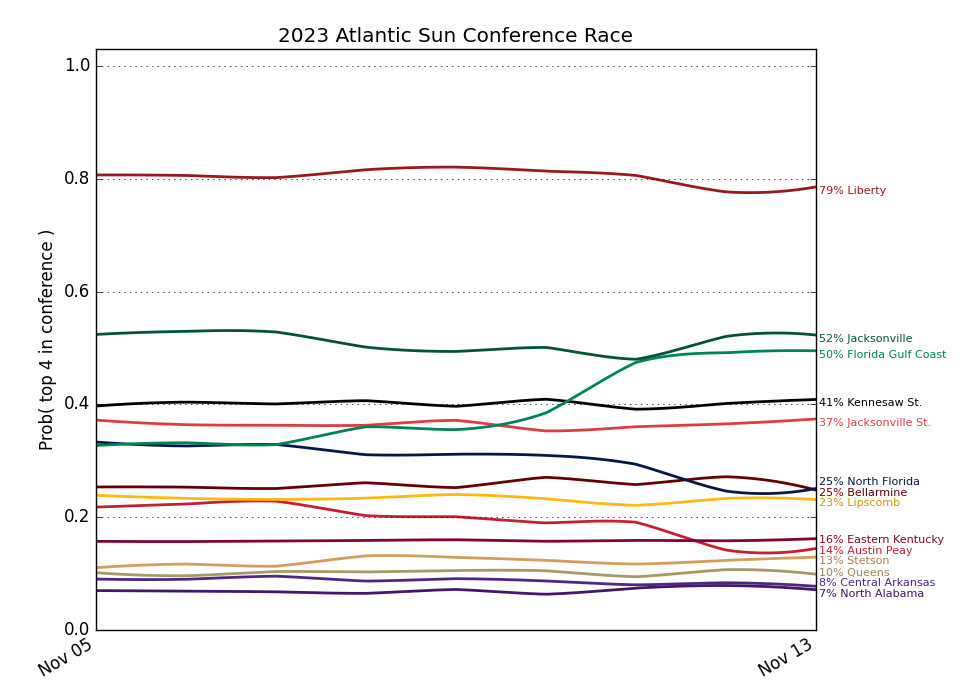 2023 Atlantic Sun Conference Race
Prob( top 4 in conference )
1.0
0.8
0.6
0.4
0.2
0.0
Nov 05
Nov 13
79% Liberty
52% Jacksonville
50% Florida Gulf Coast
41% Kennesaw St.
37% Jacksonville St.
25% North Florida
25% Bellarmine
23% Lipscomb
16% Eastern Kentucky
14% Austin Peay
13% Stetson
10% Queens
8% Central Arkansas
7% North Alabama